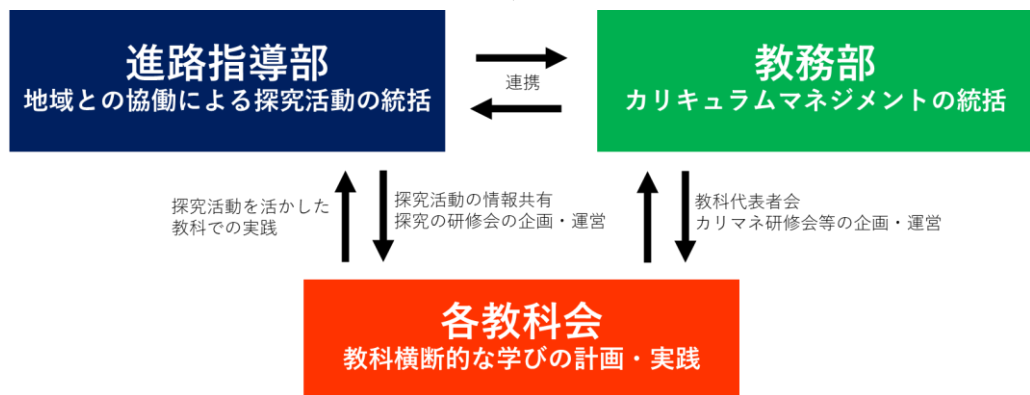 進路指導部
地域との協働による探究活動の統括
連携
教務部
カリキュラムマネジメントの統括
探究活動を活かした
教科での実践
探究活動の情報共有
探究の研修会の企画・運営
教科代表者会
カリマネ研修会等の企画・運営
各教科会
教科横断的な学びの計画・実践